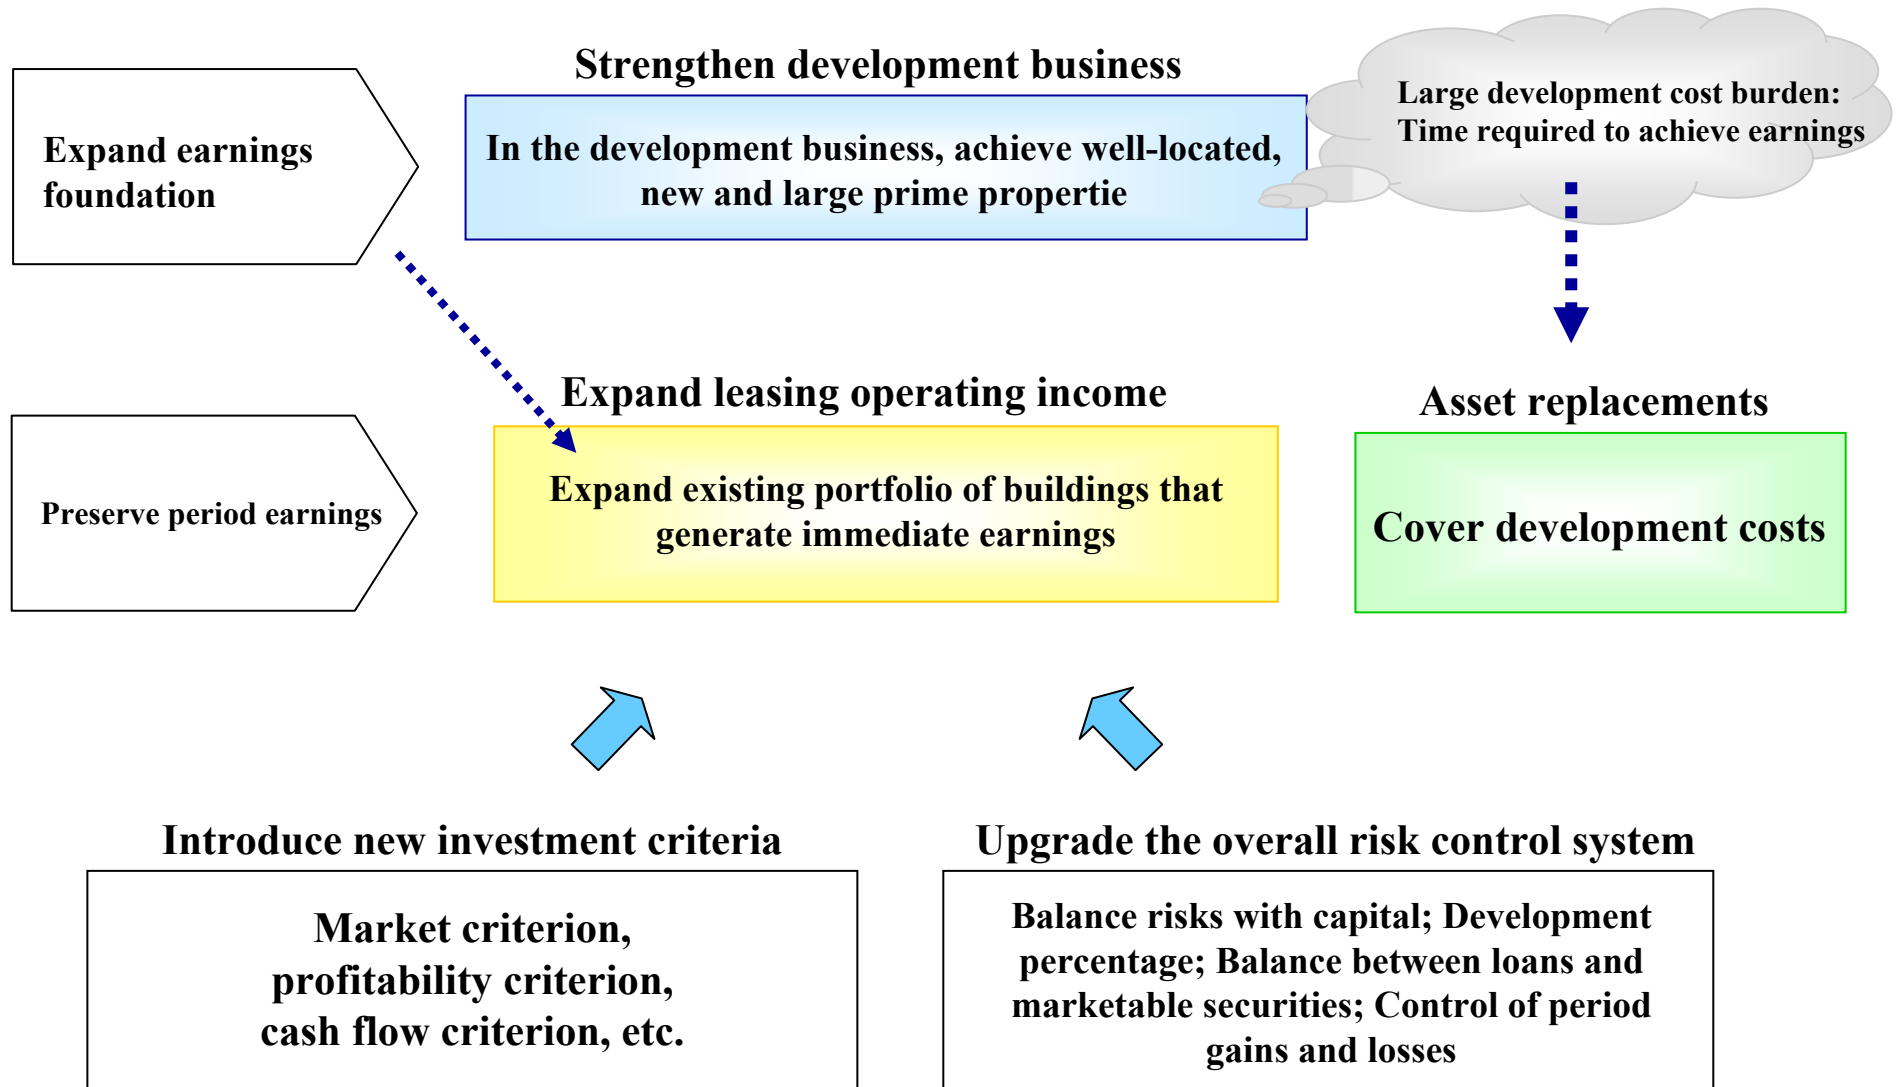 Strengthen development business
Large development cost burden:
Time required to achieve earnings
Expand earnings
foundation
In the development business, achieve well-located,
new and large prime propertie
Expand leasing operating income
Asset replacements
Preserve period earnings
Expand existing portfolio of buildings that
generate immediate earnings
Cover development costs
Introduce new investment criteria
Market criterion,
profitability criterion,
cash flow criterion, etc.
Upgrade the overall risk control system
Balance risks with capital; Development
percentage; Balance between loans and
marketable securities; Control of period
gains and losses